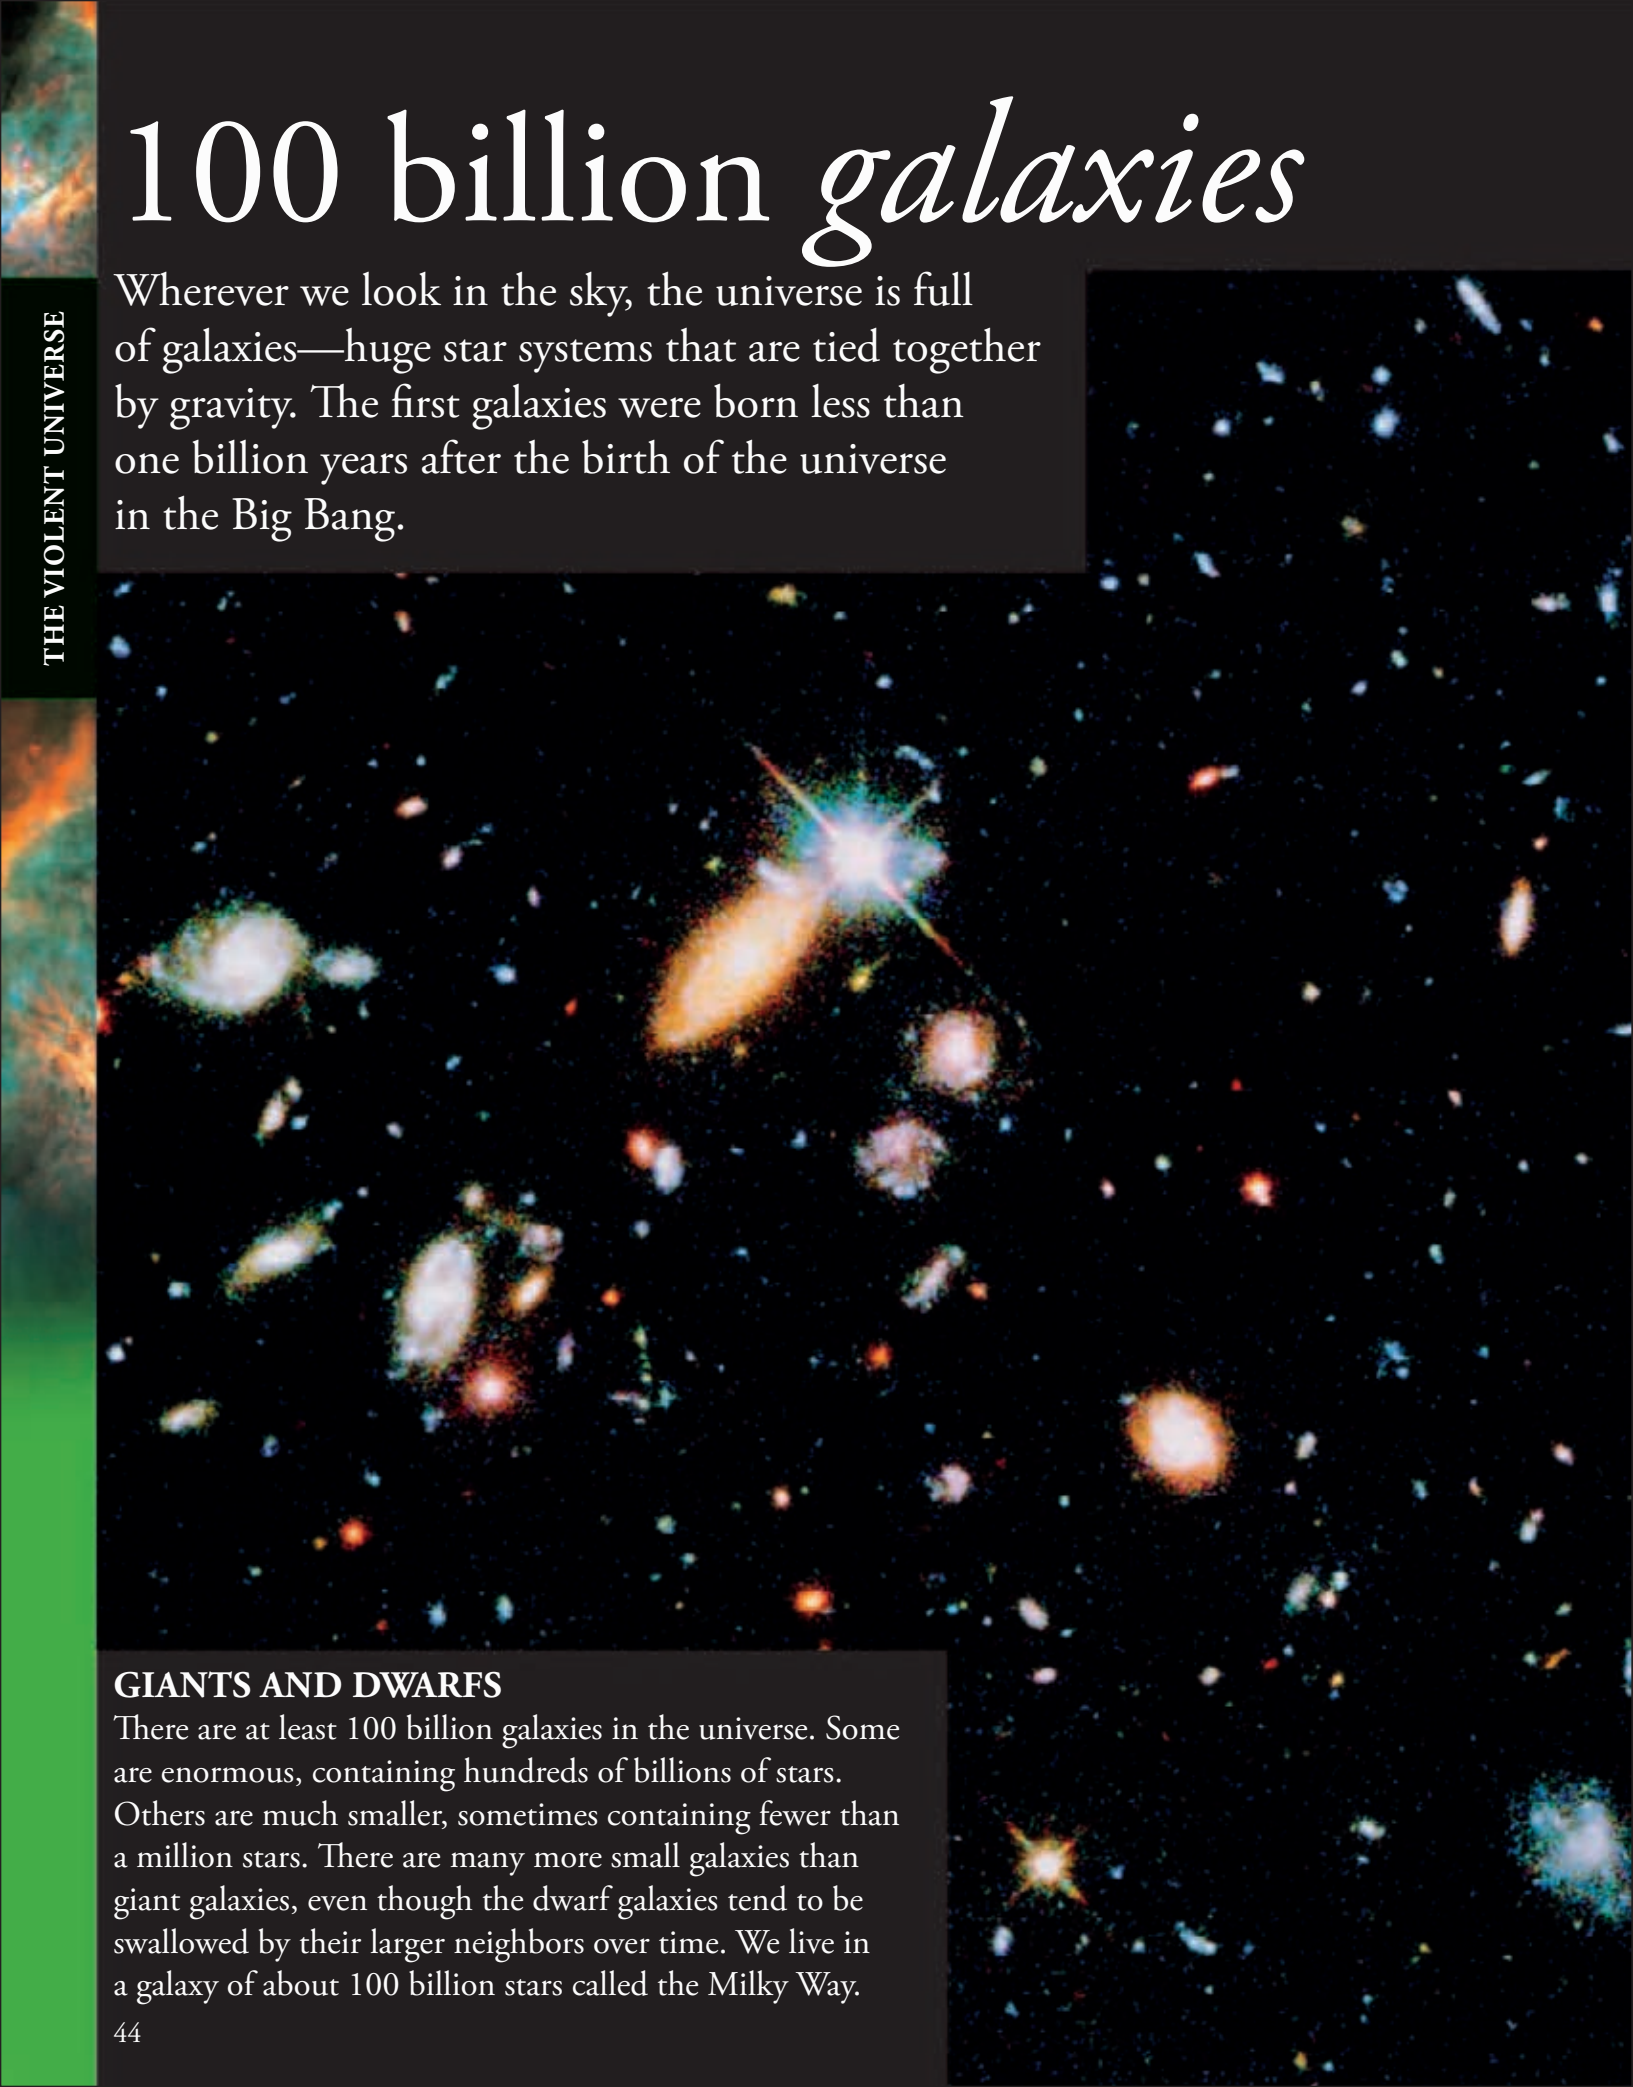 100 billion galaxies
Wherever we look in the sky, the universe is full
of galaxies—huge star systems that are tied together
by gravity. The first galaxies were born less than
one billion years after the birth of the universe
in the Big Bang.
THE VIOLENT UNIVERSE
GIANTS AND DWARFS
There are at least 100 billion galaxies in the universe. Some
are enormous, containing hundreds of billions of stars.
Others are much smaller, sometimes containing fewer than
a million stars. There are many more small galaxies than
giant galaxies, even though the dwarf galaxies tend to be
swallowed by their larger neighbors over time. We live in
a galaxy of about 100 billion stars called the Milky Way.
44